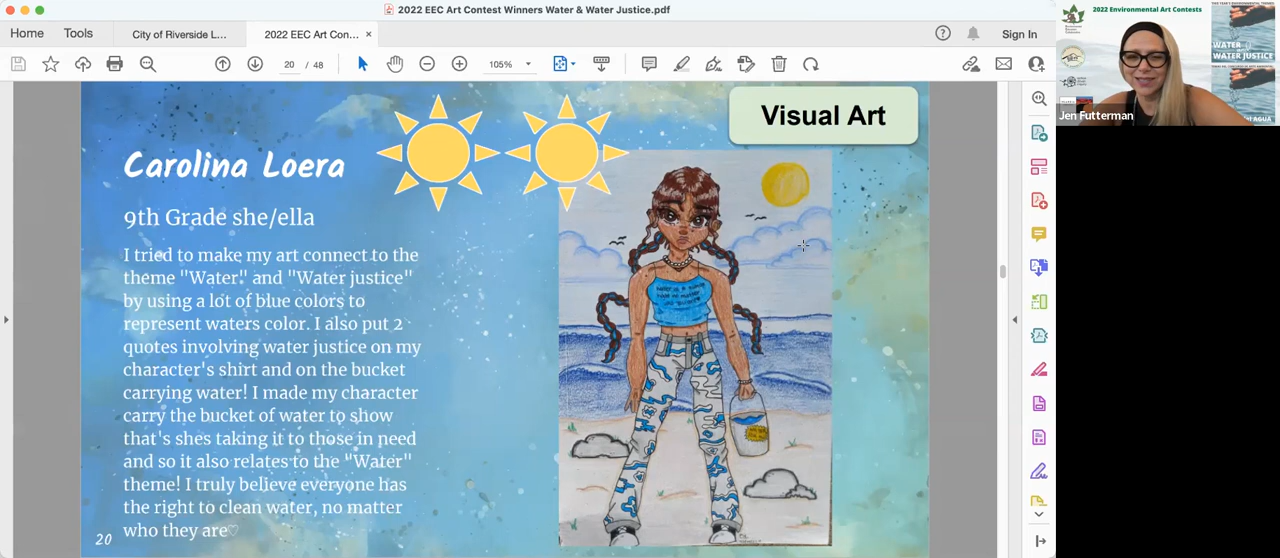 2022 EEC Art Contest Winners Water & Water Justice.pdf
Home
Tools
City of Riverside L...
2022 EEC Art Con...
Sign In
20 / 48
105%
Visual Art
Carolina Loera
9th Grade she/ella
I tried to make my art connect to the
theme "Water" and "Water justice"
by using a lot of blue colors to
represent waters color. I also put 2
quotes involving water justice on my
character's shirt and on the bucket
carrying water! I made my character
carry the bucket of water to show
that's shes taking it to those in need
and so it also relates to the "Water"
theme! I truly believe everyone has
the right to clean water, no matter
who they are♡
20
2022 Environmental Art Contests
WATER
WATER JUSTICE
AGUA
Jen Futterman